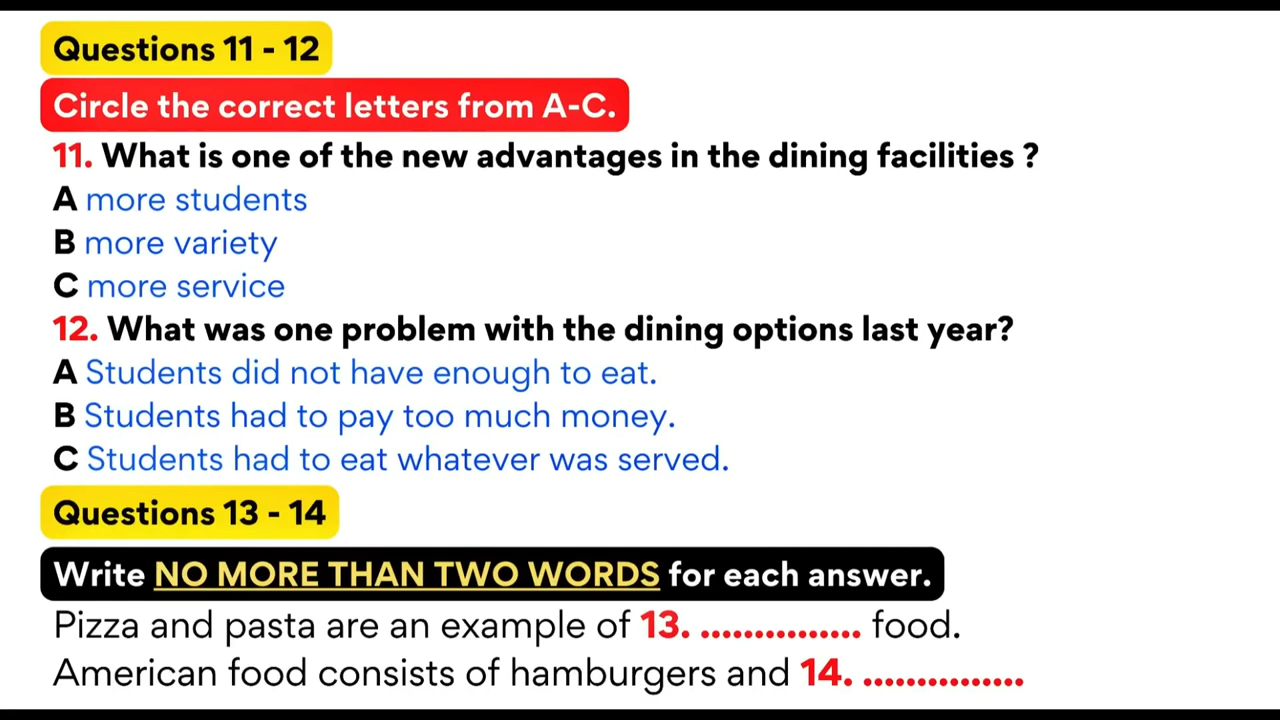 Questions 11 - 12
Circle the correct letters from A-C.
11. What is one of the new advantages in the dining facilities ?
A more students
B more variety
C more service
12. What was one problem with the dining options last year?
A Students did not have enough to eat.
B Students had to pay too much money.
C Students had to eat whatever was served.
Questions 13 - 14
Write NO MORE THAN TWO WORDS for each answer.
Pizza and pasta are an example of 13. ............... food.
American food consists of hamburgers and 14. ...............